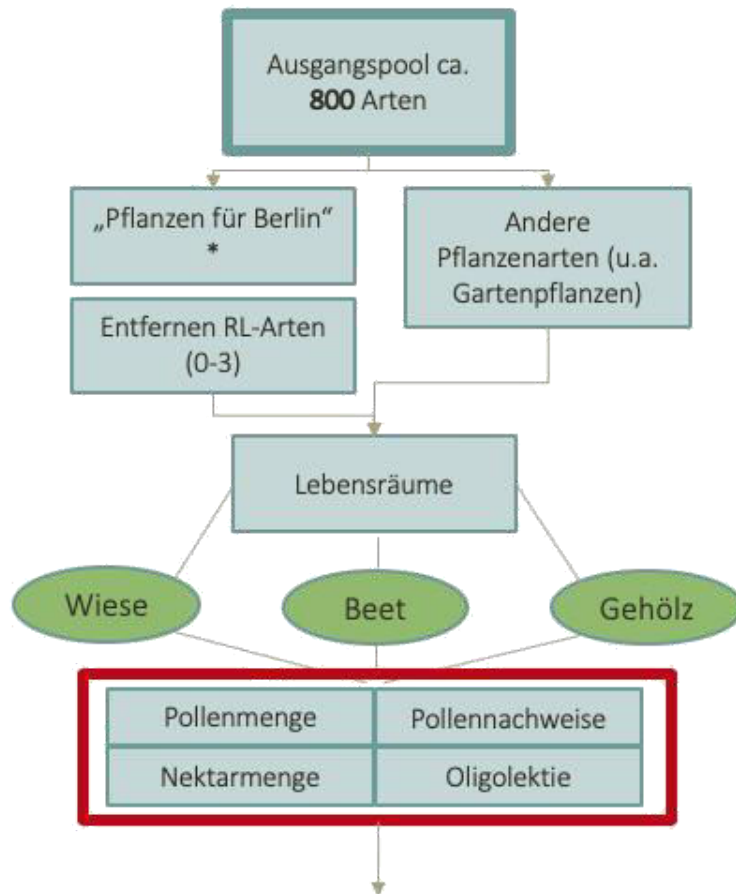 Ausgangspool ca.
800 Arten
„Pflanzen für Berlin“
*
Andere
Pflanzenarten (u.a.
Gartenpflanzen)
Entfernen RL-Arten
(0-3)
Lebensräume
Wiese
Beet
Gehölz
Pollenmenge
Pollennachweise
Nektarmenge
Oligolektie